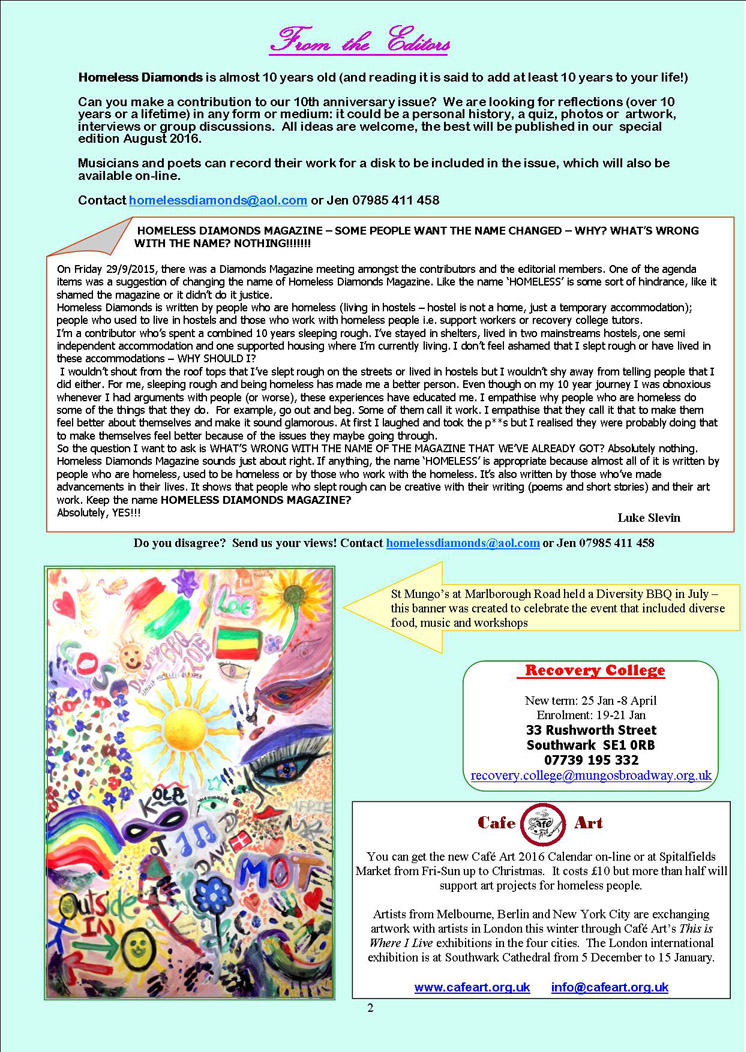 From the Editors
Homeless Diamonds is almost 10 years old (and reading it is said to add at least 10 years to your life!)
Can you make a contribution to our 10th anniversary issue? We are looking for reflections (over 10
years or a lifetime) in any form or medium: it could be a personal history, a quiz, photos or artwork,
interviews or group discussions. All ideas are welcome, the best will be published in our special
edition August 2016.
Musicians and poets can record their work for a disk to be included in the issue, which will also be
available on-line.
Contact homelessdiamonds@aol.com or Jen 07985 411 458
HOMELESS DIAMONDS MAGAZINE – SOME PEOPLE WANT THE NAME CHANGED – WHY? WHAT'S WRONG
WITH THE NAME? NOTHING!!!!!!!
On Friday 29/9/2015, there was a Diamonds Magazine meeting amongst the contributors and the editorial members. One of the agenda
items was a suggestion of changing the name of Homeless Diamonds Magazine. Like the name 'HOMELESS' is some sort of hindrance, like it
shamed the magazine or it didn't do it justice.
Homeless Diamonds is written by people who are homeless (living in hostels – hostel is not a home, just a temporary accommodation);
people who used to live in hostels and those who work with homeless people i.e. support workers or recovery college tutors.
I'm a contributor who's spent a combined 10 years sleeping rough. I've stayed in shelters, lived in two mainstreams hostels, one semi
independent accommodation and one supported housing where I'm currently living. I don't feel ashamed that I slept rough or have lived in
these accommodations – WHY SHOULD I?
I wouldn't shout from the roof tops that I've slept rough on the streets or lived in hostels but I wouldn't shy away from telling people that I
did either. For me, sleeping rough and being homeless has made me a better person. Even though on my 10 year journey I was obnoxious
whenever I had arguments with people (or worse), these experiences have educated me. I empathise why people who are homeless do
some of the things that they do. For example, go out and beg. Some of them call it work. I empathise that they call it that to make them
feel better about themselves and make it sound glamorous. At first I laughed and took the p**s but I realised they were probably doing that
to make themselves feel better because of the issues they maybe going through.
So the question I want to ask is WHAT'S WRONG WITH THE NAME OF THE MAGAZINE THAT WE'VE ALREADY GOT? Absolutely nothing.
Homeless Diamonds Magazine sounds just about right. If anything, the name 'HOMELESS' is appropriate because almost all of it is written by
people who are homeless, used to be homeless or by those who work with the homeless. It's also written by those who've made
advancements in their lives. It shows that people who slept rough can be creative with their writing (poems and short stories) and their art
work. Keep the name HOMELESS DIAMONDS MAGAZINE?
Absolutely, YES!!!
Luke Slevin
Do you disagree? Send us your views! Contact homelessdiamonds@aol.com or Jen 07985 411 458
St Mungo's at Marlborough Road held a Diversity BBQ in July –
this banner was created to celebrate the event that included diverse
food, music and workshops
LOVE
COS
Diversity
BBQ
2015
KOLA
DAVE
DJ
MOT
Outside
IN
Recovery College
New term: 25 Jan -8 April
Enrolment: 19-21 Jan
33 Rushworth Street
Southwark SE1 0RB
07739 195 332
recovery.college@mungosbroadway.org.uk
Cafe Art
You can get the new Café Art 2016 Calendar on-line or at Spitalfields
Market from Fri-Sun up to Christmas. It costs £10 but more than half will
support art projects for homeless people.
Artists from Melbourne, Berlin and New York City are exchanging
artwork with artists in London this winter through Café Art's This is
Where I Live exhibitions in the four cities. The London international
exhibition is at Southwark Cathedral from 5 December to 15 January.
www.cafeart.org.uk info@cafeart.org.uk
2